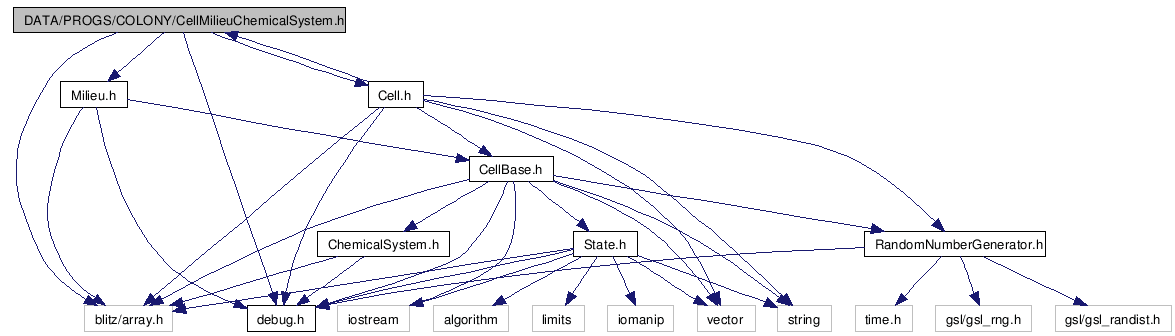 DATA/PROGS/COLONY/CellMilieuChemicalSystem.h
Milieu.h
Cell.h
CellBase.h
ChemicalSystem.h
State.h
RandomNumberGenerator.h
blitz/array.h
debug.h
iostream
algorithm
limits
iomanip
vector
string
time.h
gsl/gsl_rng.h
gsl/gsl_randist.h